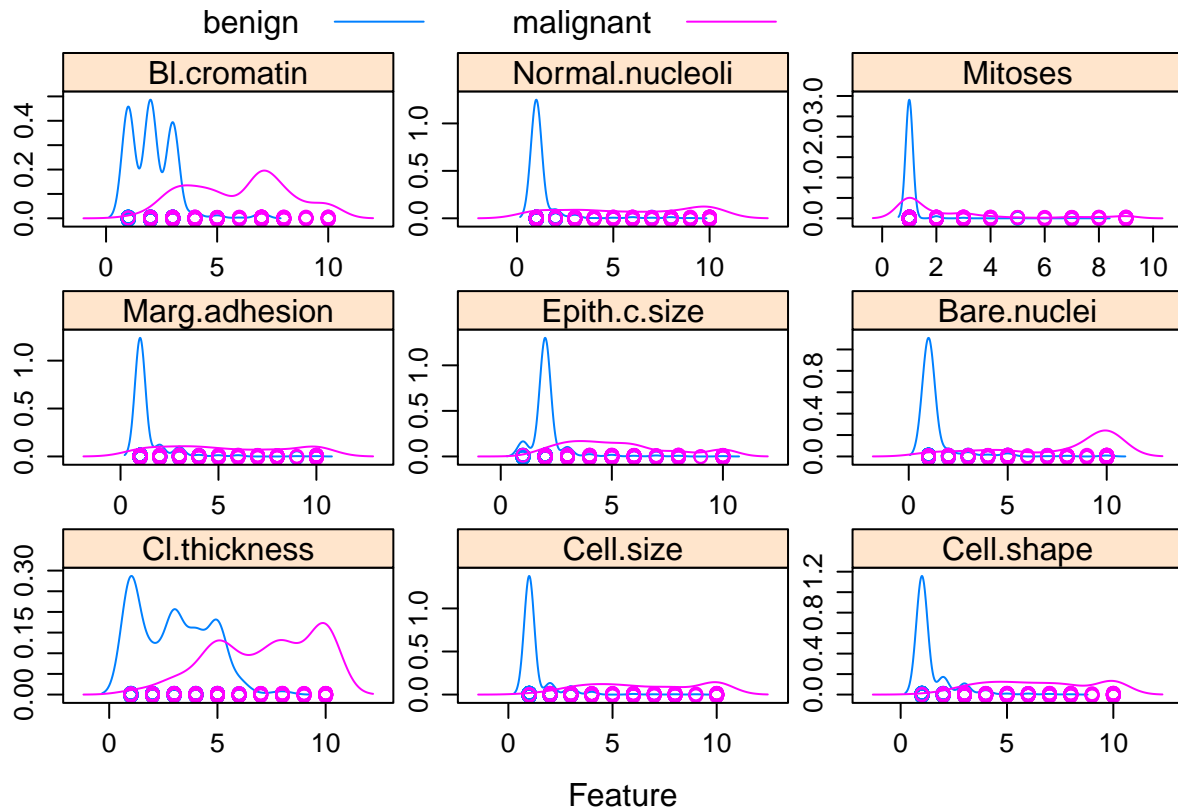 benign malignant
Bl.cromatin Normal.nucleoli Mitoses
0.0 0.2 0.4
0.0 0.5 1.0
0.0 1.0 2.0 3.0
0 5 10
0 5 10
0 2 4 6 8 10
Marg.adhesion Epith.c.size Bare.nuclei
0.0 0.5 1.0
0.0 0.5 1.0
0.0 0.4 0.8
0 5 10
0 5 10
0 5 10
Cl.thickness Cell.size Cell.shape
0.00 0.15 0.30
0.0 0.5 1.0
0.0 0.4 0.8 1.2
0 5 10
0 5 10
0 5 10
Feature